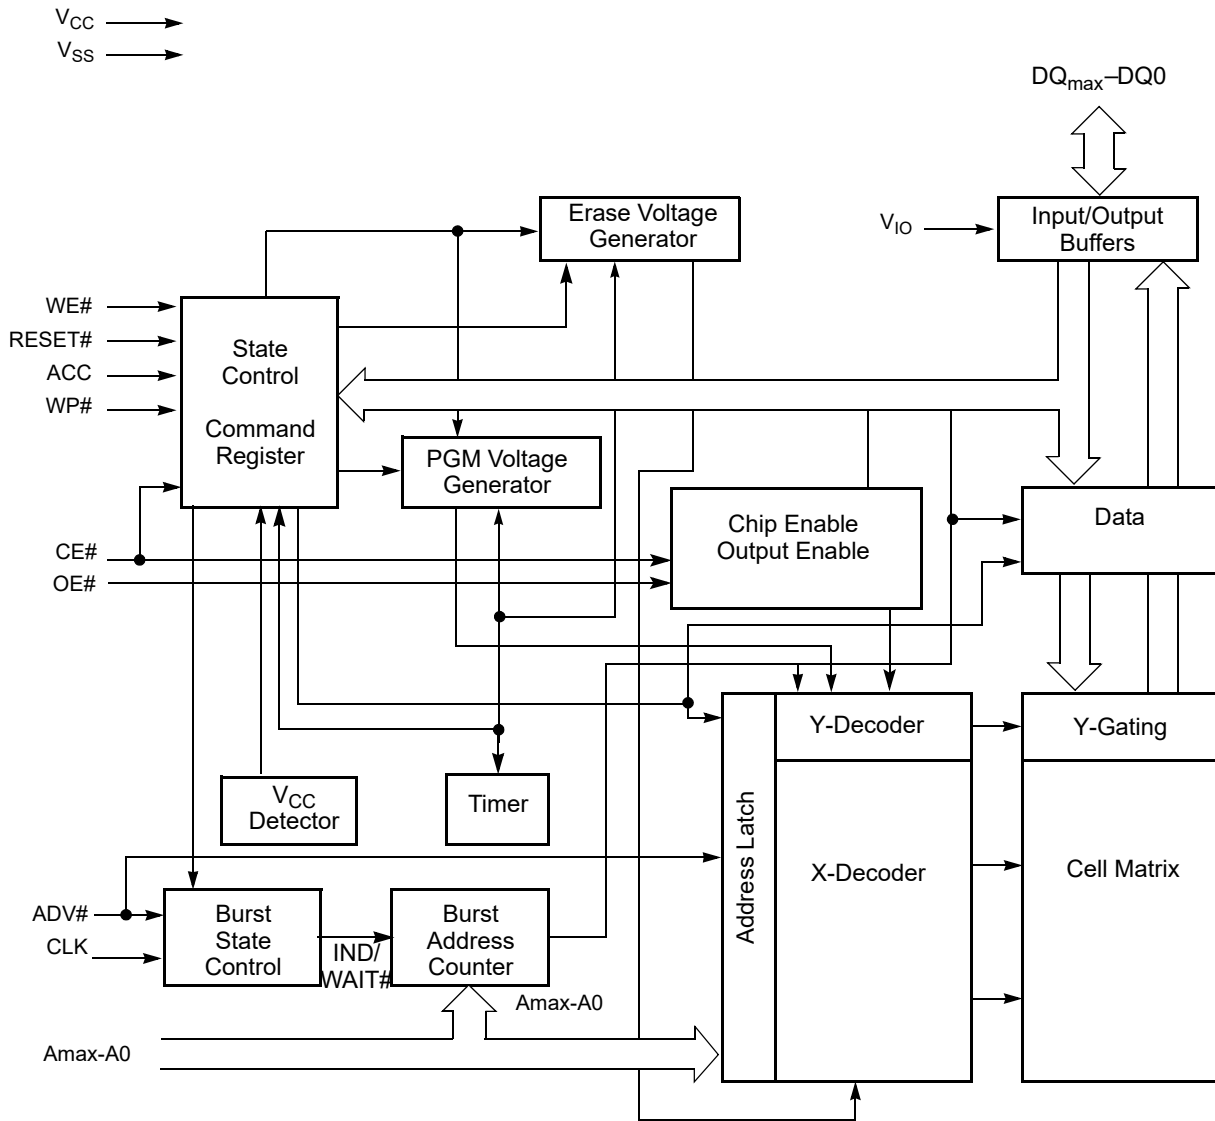 VCC
VSS
DQmax–DQ0
Erase Voltage
Generator
VIO
Input/Output
Buffers
WE#
RESET#
ACC
WP#
State
Control
Command
Register
PGM Voltage
Generator
Chip Enable
Output Enable
Data
CE#
OE#
Y-Decoder
Y-Gating
VCC
Detector
Timer
Address Latch
X-Decoder
Cell Matrix
ADV#
CLK
Burst
State
Control
IND/
WAIT#
Burst
Address
Counter
Amax-A0
Amax-A0